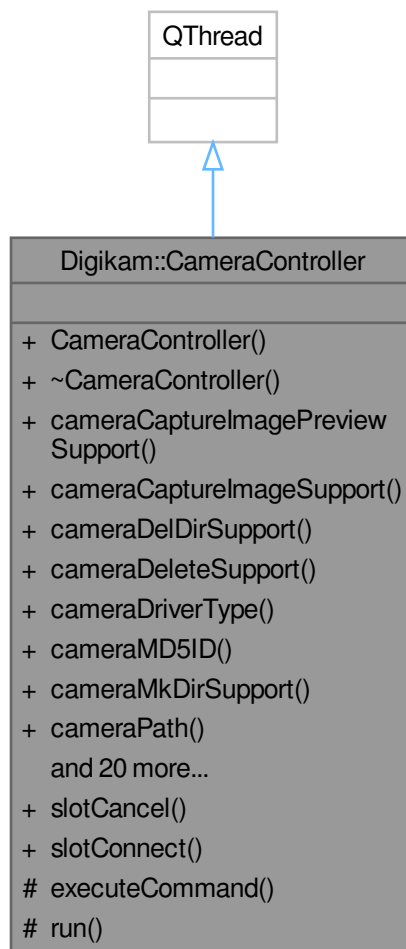 QThread
Digikam::CameraController
+ CameraController()
+ ~CameraController()
+ cameraCaptureImagePreview
Support()
+ cameraCaptureImageSupport()
+ cameraDelDirSupport()
+ cameraDeleteSupport()
+ cameraDriverType()
+ cameraMD5ID()
+ cameraMkDirSupport()
+ cameraPath()
and 20 more...
+ slotCancel()
+ slotConnect()
# executeCommand()
# run()